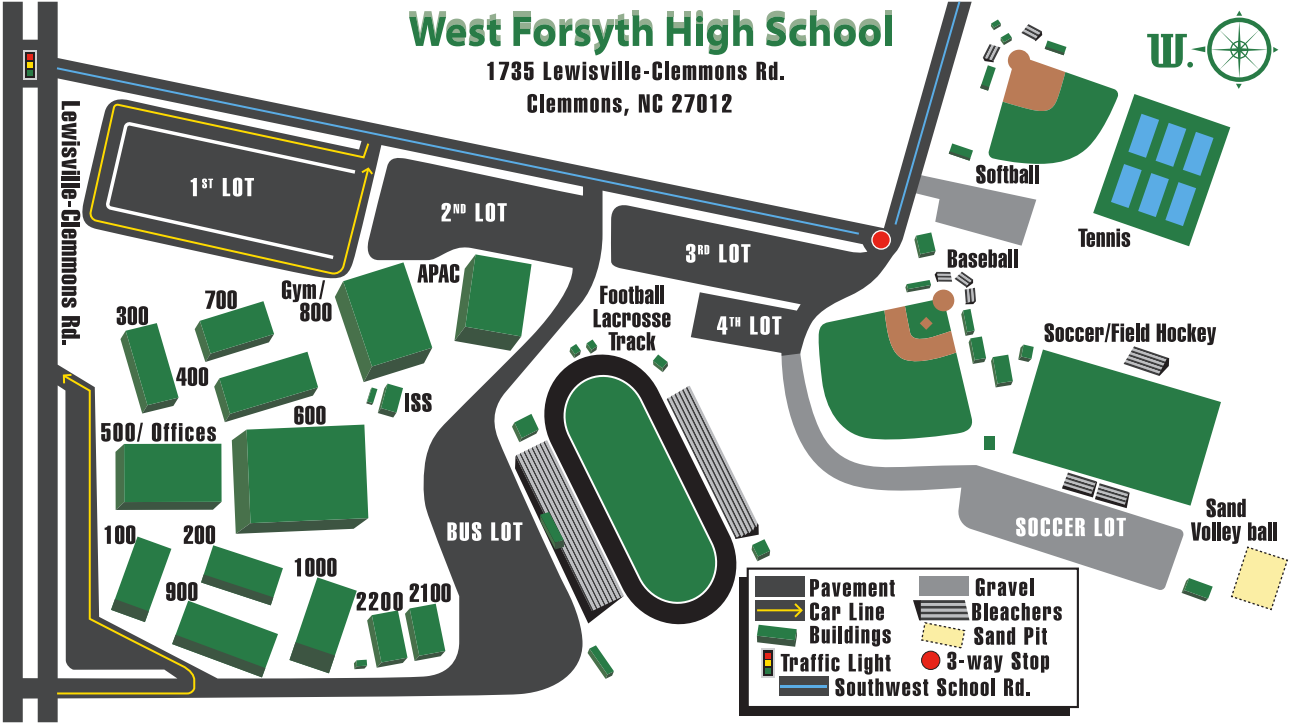 West Forsyth High School
1735 Lewisville-Clemmons Rd.
Clemmons, NC 27012
W.
Lewisville-Clemmons Rd.
1ST LOT
2ND LOT
3RD LOT
4TH LOT
Softball
Tennis
Baseball
Soccer/Field Hockey
APAC
Gym/
800
700
300
400
ISS
600
500/ Offices
Football
Lacrosse
Track
100
200
900
1000
2200
2100
BUS LOT
SOCCER LOT
Sand
Volley ball
Pavement
Gravel
Car Line
Bleachers
Buildings
Sand Pit
Traffic Light
3-way Stop
Southwest School Rd.